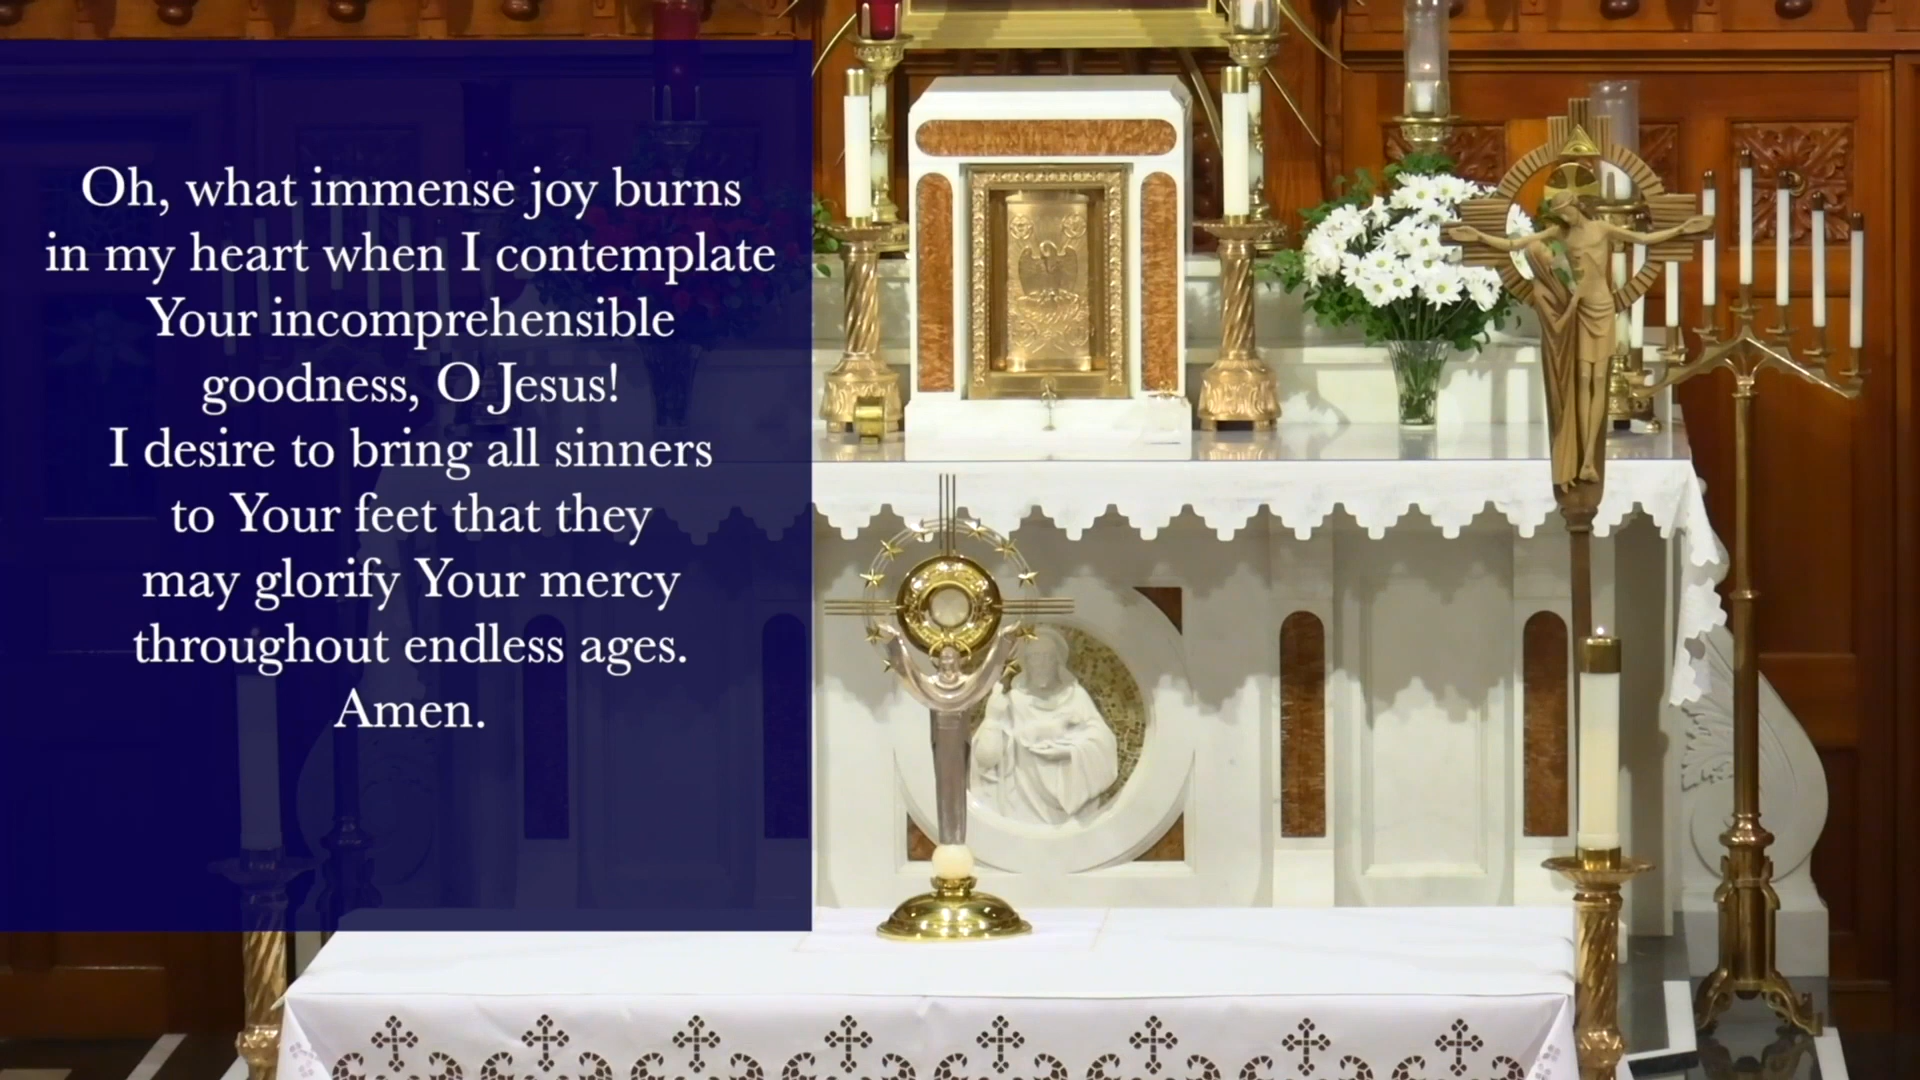 Oh, what immense joy burns
in my heart when I contemplate
Your incomprehensible
goodness, O Jesus!
I desire to bring all sinners
to Your feet that they
may glorify Your mercy
throughout endless ages.
Amen.